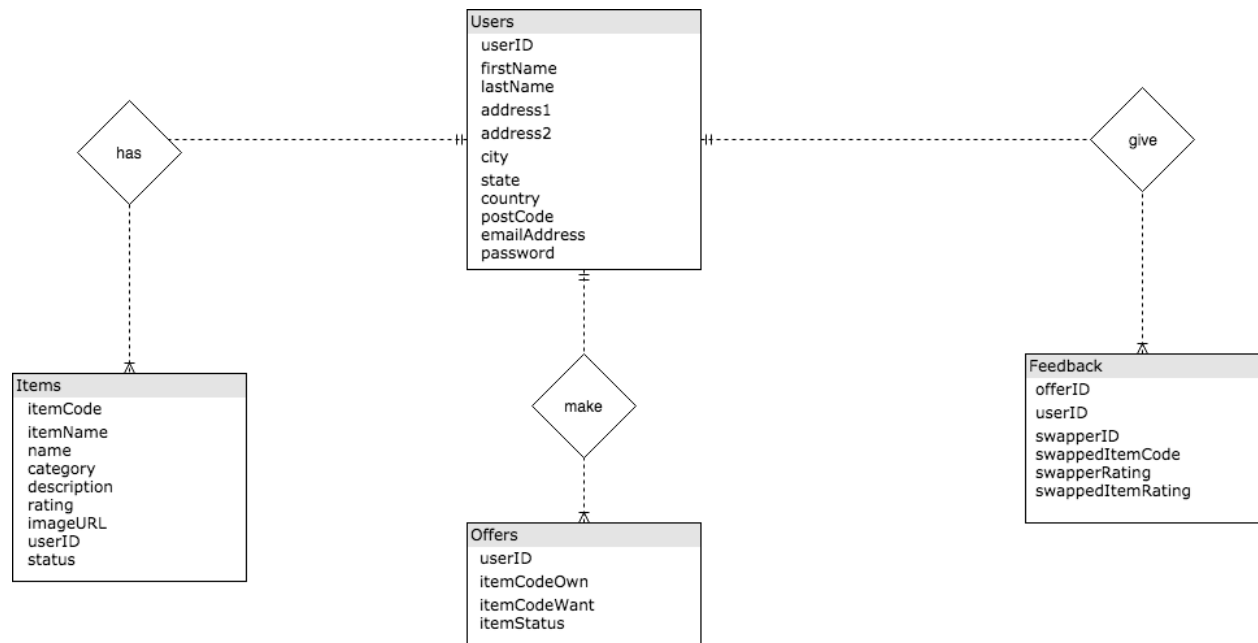 Users
userID
firstName
lastName
address1
address2
city
state
country
postCode
emailAddress
password
has
give
make
Items
itemCode
itemName
name
category
description
rating
imageURL
userID
status
Offers
userID
itemCodeOwn
itemCodeWant
itemStatus
Feedback
offerID
userID
swapperID
swappedItemCode
swapperRating
swappedItemRating